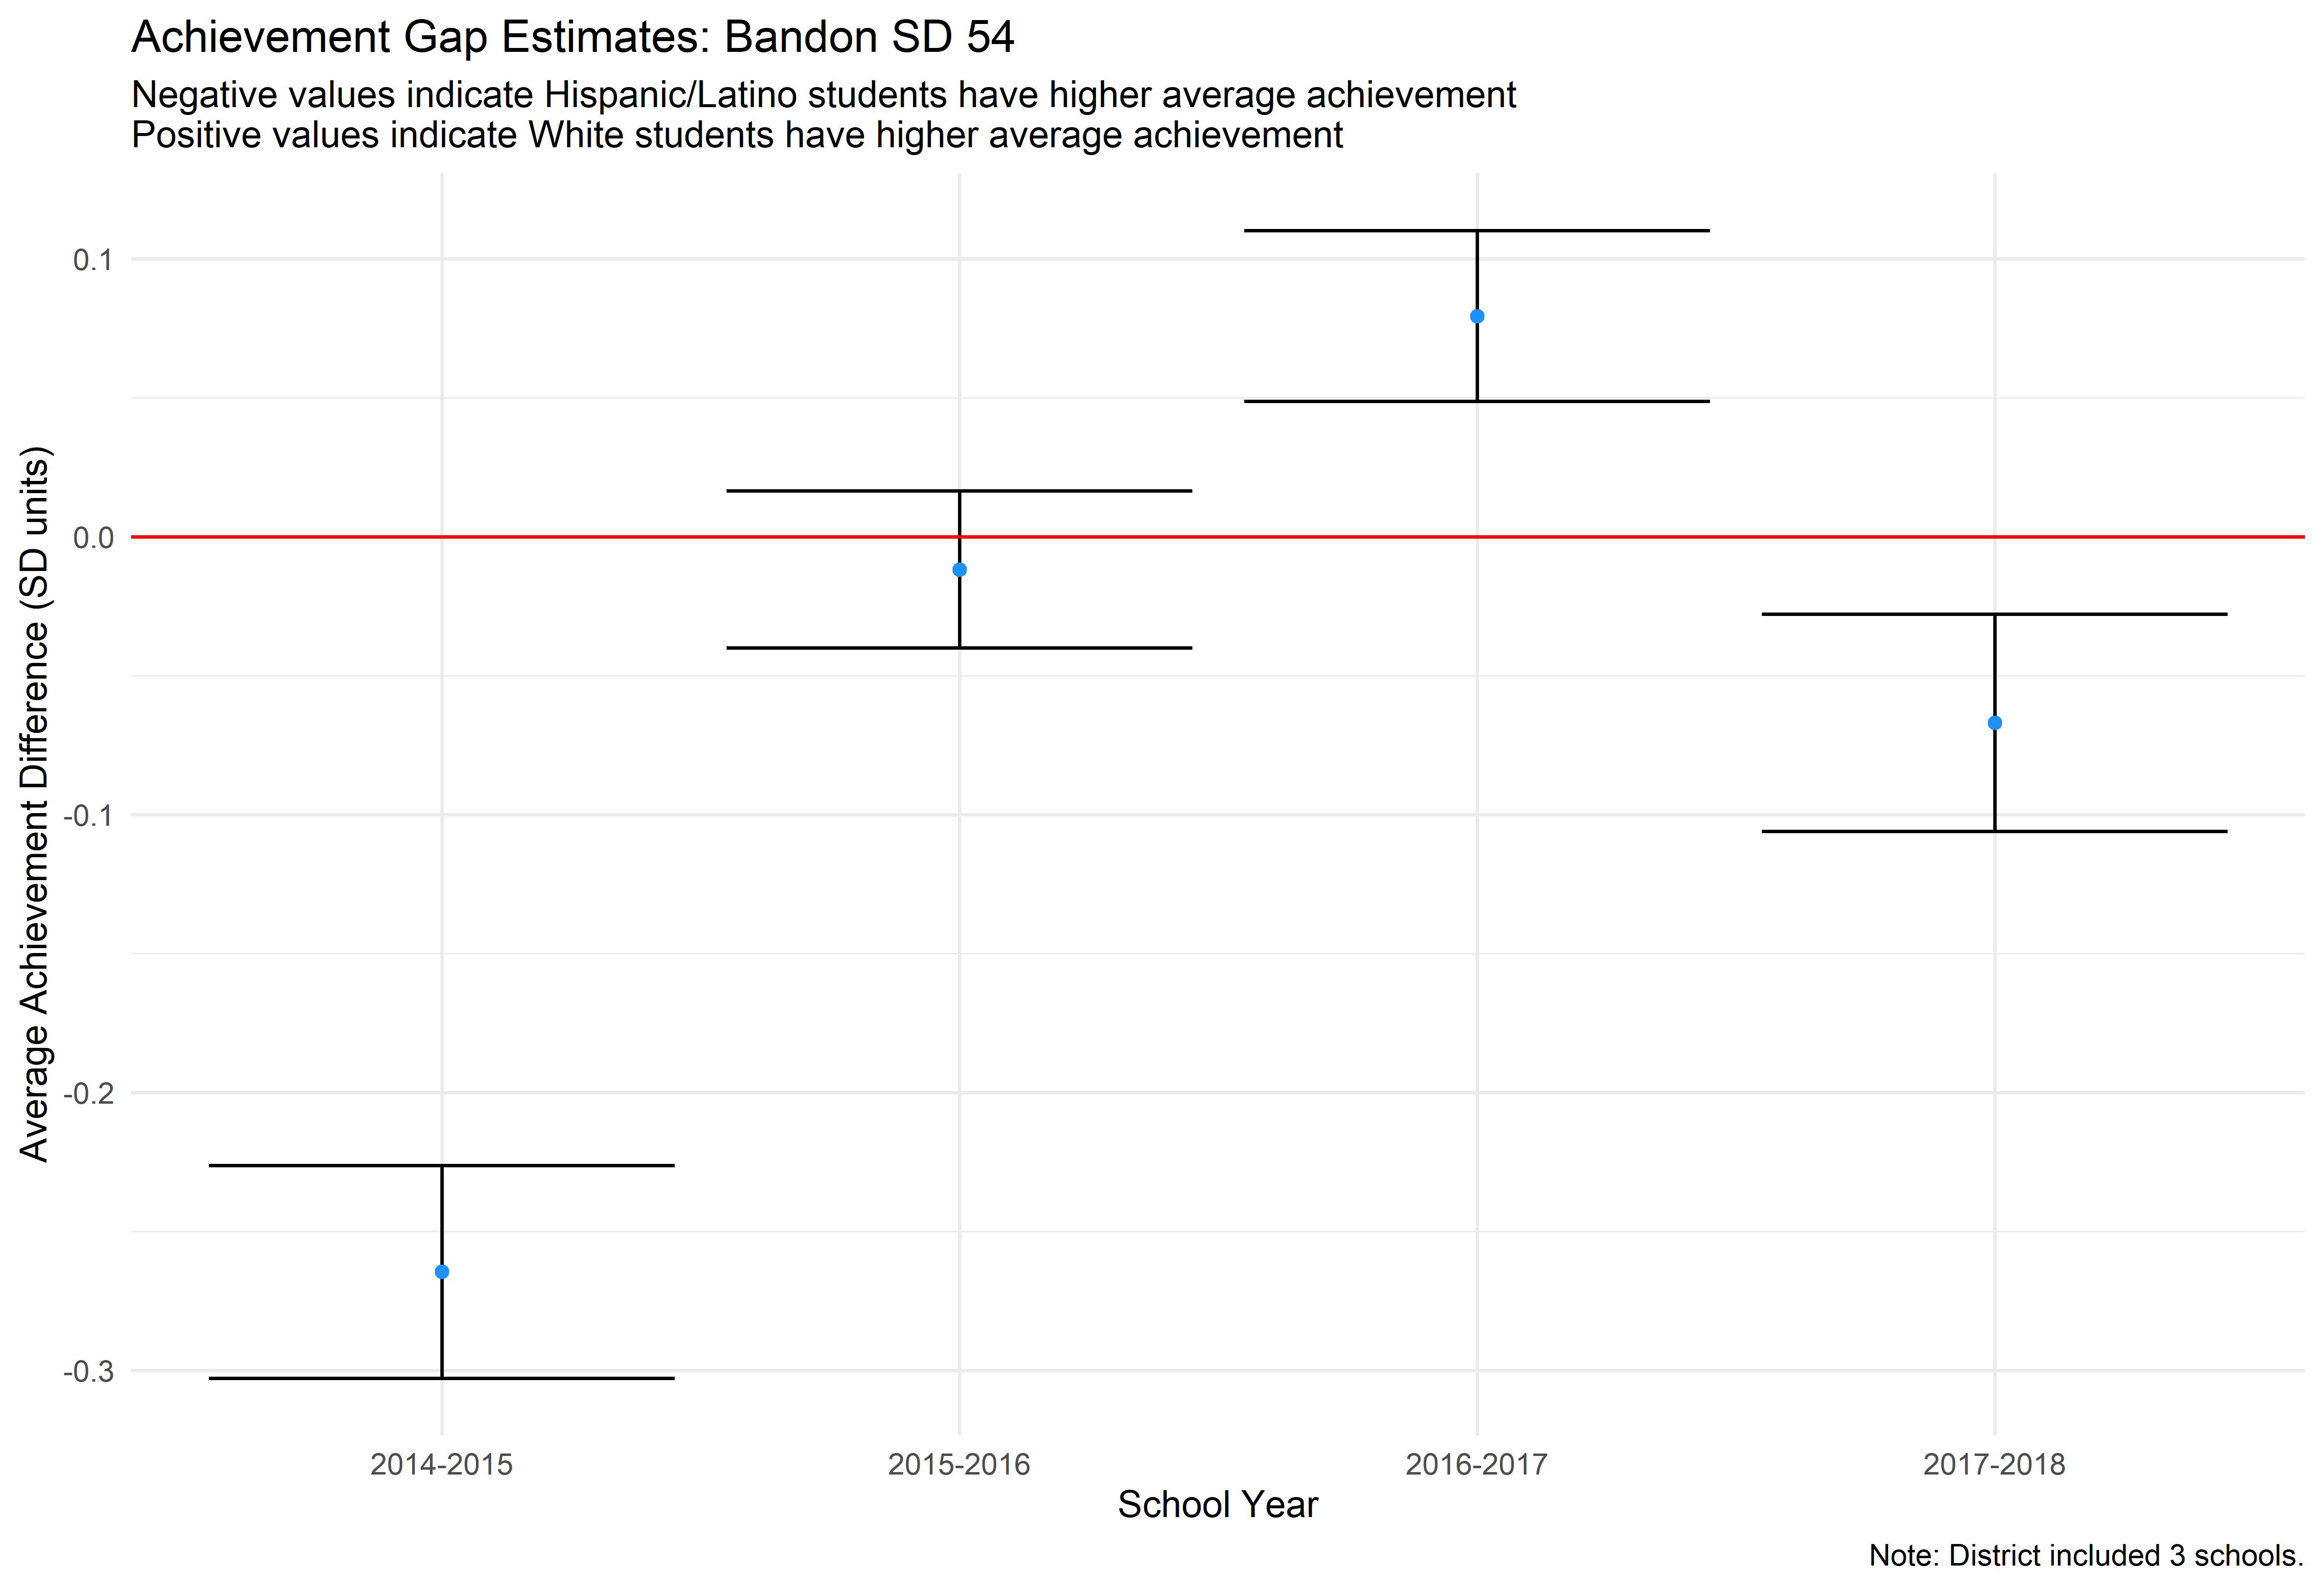 Achievement Gap Estimates: Bandon SD 54
Negative values indicate Hispanic/Latino students have higher average achievement
Positive values indicate White students have higher average achievement
Average Achievement Difference (SD units)
0.1
0.0
-0.1
-0.2
-0.3
2014-2015
2015-2016
2016-2017
2017-2018
School Year
Note: District included 3 schools.